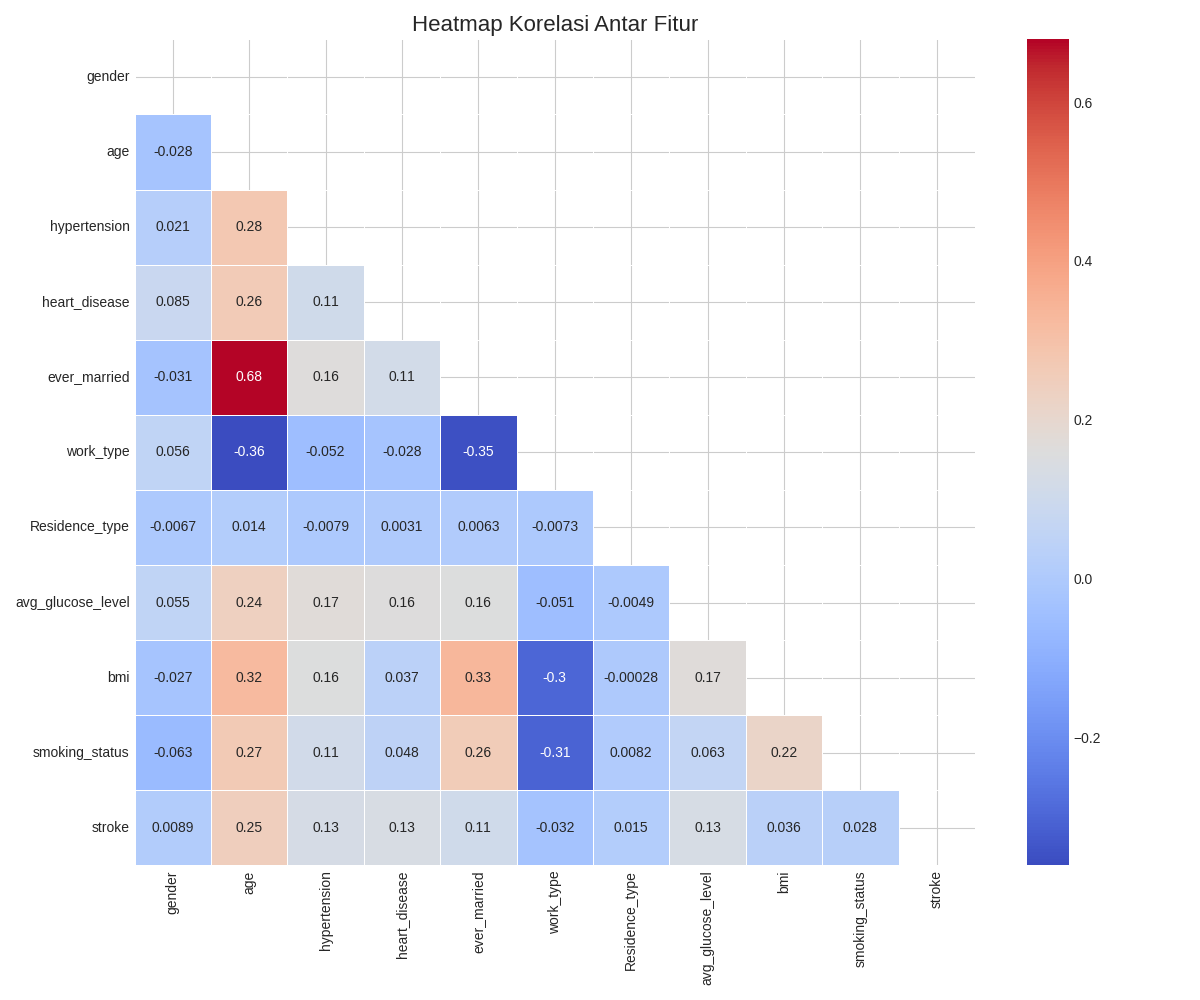 Heatmap Korelasi Antar Fitur
gender
age -0.028
hypertension 0.021 0.28
heart_disease 0.085 0.26 0.11
ever_married -0.031 0.68 0.16 0.11
work_type 0.056 -0.36 -0.052 -0.028 -0.35
Residence_type -0.0067 0.014 -0.0079 0.0031 0.0063 -0.0073
avg_glucose_level 0.055 0.24 0.17 0.16 0.16 -0.051 -0.0049
bmi -0.027 0.32 0.16 0.037 0.33 -0.3 -0.00028 0.17
smoking_status -0.063 0.27 0.11 0.048 0.26 -0.31 0.0082 0.063 0.22
stroke 0.0089 0.25 0.13 0.13 0.11 -0.032 0.015 0.13 0.036 0.028
gender
age
hypertension
heart_disease
ever_married
work_type
Residence_type
avg_glucose_level
bmi
smoking_status
stroke
0.6
0.4
0.2
0.0
−0.2